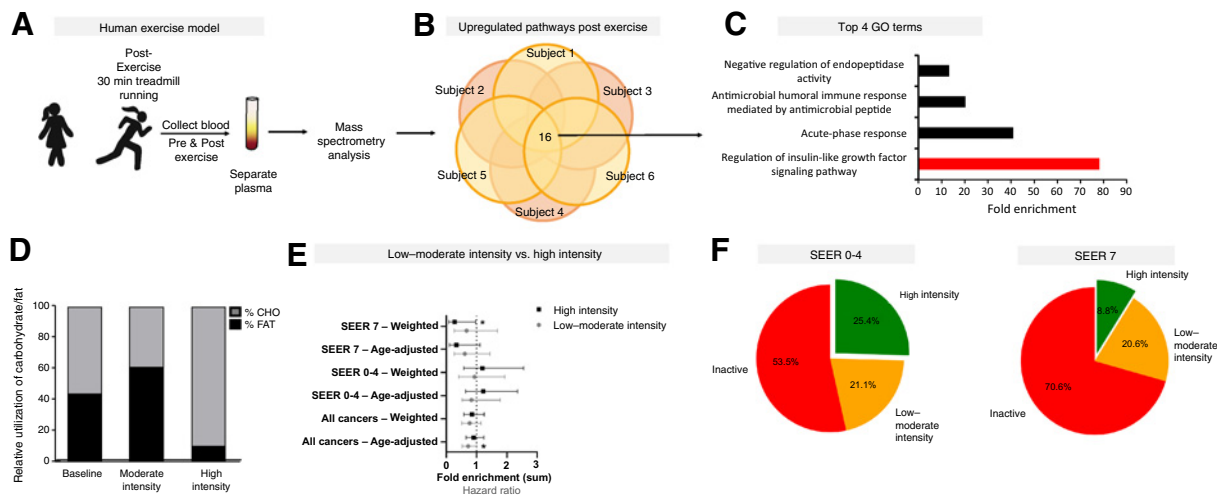 A
Human exercise model
Post-
Exercise
30 min treadmill
running
Collect blood
Pre & Post
exercise
Separate
plasma
Mass
spectrometry
analysis
B
Upregulated pathways post exercise
Subject 1
Subject 2
Subject 3
16
Subject 5
Subject 6
Subject 4
C
Top 4 GO terms
Negative regulation of endopeptidase
activity
Antimicrobial humoral immune response
mediated by antimicrobial peptide
Acute-phase response
Regulation of insulin-like growth factor
signaling pathway
0 10 20 30 40 50 60 70 80 90
Fold enrichment
D
Relative utilization of carbohydrate/fat
100
80
60
40
20
0
% CHO
% FAT
Baseline
Moderate
intensity
High
intensity
E
Low–moderate intensity vs. high intensity
High intensity
Low–moderate intensity
SEER 7 – Weighted
SEER 7 – Age-adjusted
SEER 0-4 – Weighted
SEER 0-4 – Age-adjusted
All cancers – Weighted
All cancers – Age-adjusted
*
*
0 1 2 3
Fold enrichment (sum)
Hazard ratio
F
SEER 0-4
High intensity
25.4%
53.5%
Inactive
21.1%
Low–
moderate
intensity
SEER 7
High intensity
8.8%
20.6%
Low–
moderate
intensity
70.6%
Inactive